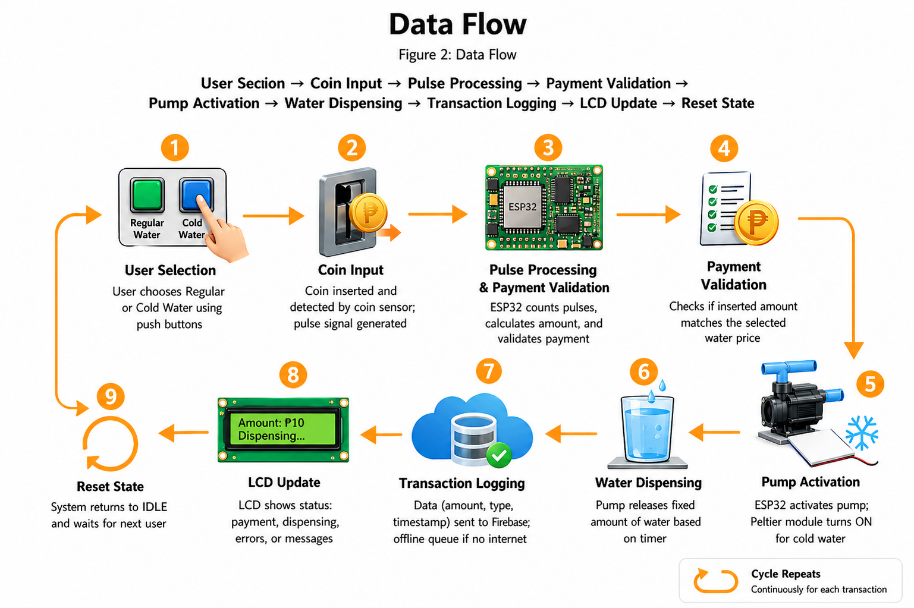 Data Flow
Figure 2: Data Flow
User Secīion → Coin Input → Pulse Processing → Payment Validation →
Pump Activation → Water Dispensing → Transaction Logging → LCD Update → Reset State
1
2
3
4
Regular
Water
Cold
Water
ESP32
User Selection
User chooses Regular
or Cold Water using
push buttons
Coin Input
Coin inserted and
detected by coin sensor;
pulse signal generated
Pulse Processing
& Payment Validation
ESP32 counts pulses,
calculates amount, and
validates payment
Payment
Validation
Checks if inserted amount
matches the selected
water price
9
8
7
6
5
Amount: ₱10
Dispensing...
Reset State
System returns to IDLE
and waits for next user
LCD Update
LCD shows status:
payment, dispensing,
errors, or messages
Transaction Logging
Data (amount, type,
timestamp) sent to Firebase;
offline queue if no internet
Water Dispensing
Pump releases fixed
amount of water based
on timer
Pump Activation
ESP32 activates pump;
Peltier module turns ON
for cold water
Cycle Repeats
Continuously for each transaction